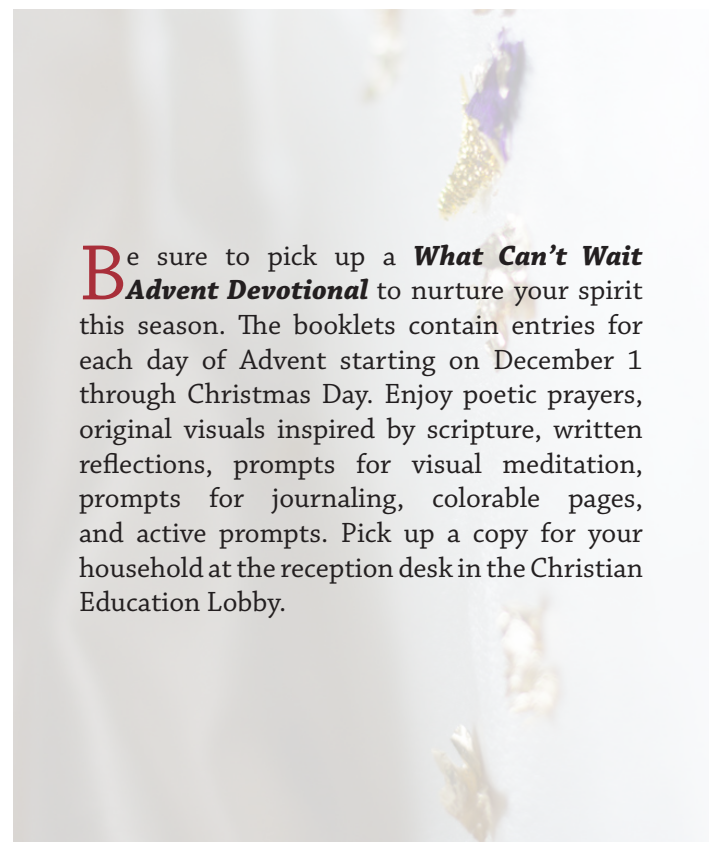 Be sure to pick up a What Can’t Wait
Advent Devotional to nurture your spirit
this season. The booklets contain entries for
each day of Advent starting on December 1
through Christmas Day. Enjoy poetic prayers,
original visuals inspired by scripture, written
reflections, prompts for visual meditation,
prompts for journaling, colorable pages,
and active prompts. Pick up a copy for your
household at the reception desk in the Christian
Education Lobby.